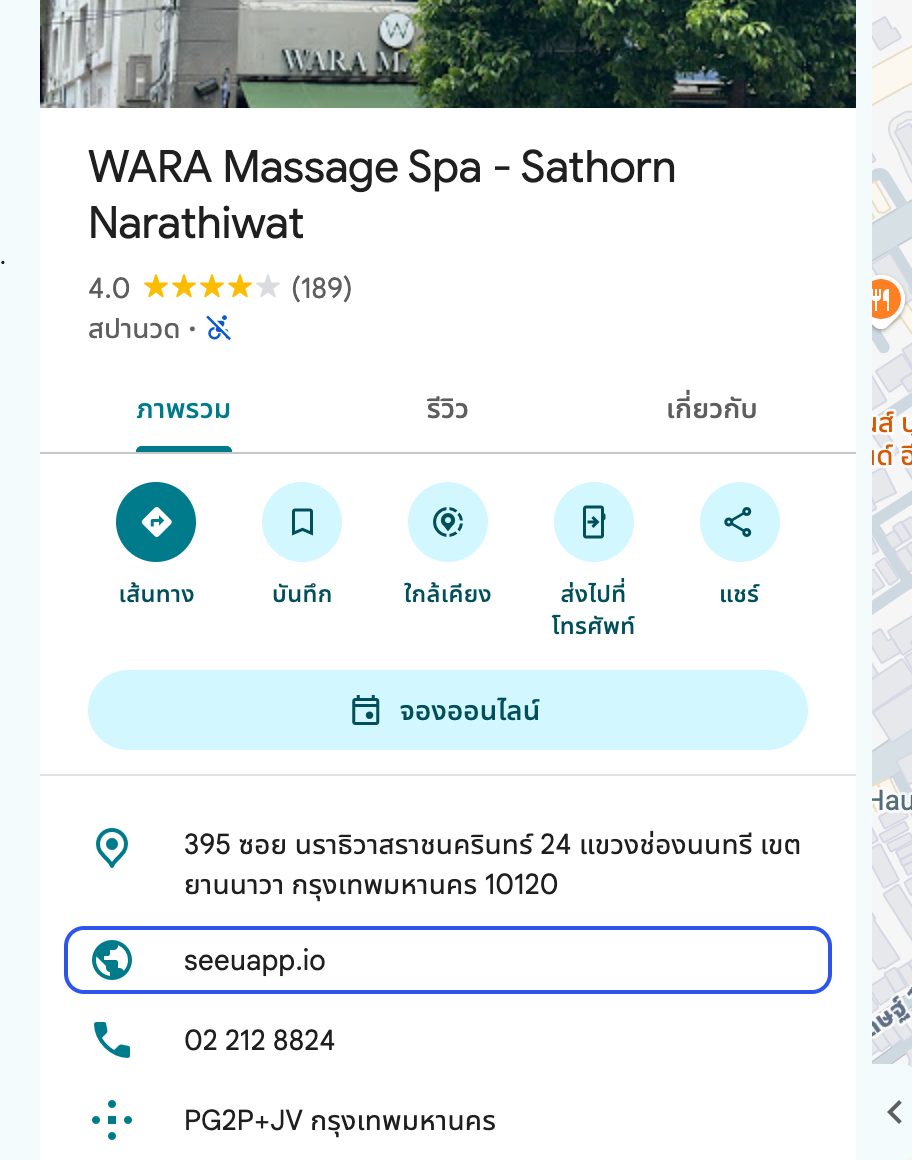 W
WARA M
WARA Massage Spa - Sathorn
Narathiwat
4.0 (189)
สปานวด ·
ภาพรวม
รีวิว
เกี่ยวกับ
เส้นทาง
บันทึก
ใกล้เคียง
ส่งไปที่
โทรศัพท์
แชร์
จองออนไลน์
395 ซอย นราธิวาสราชนครินทร์ 24 แขวงช่องนนทรี เขต
ยานนาวา กรุงเทพมหานคร 10120
seeuapp.io
02 212 8824
PG2P+JV กรุงเทพมหานคร
Hau